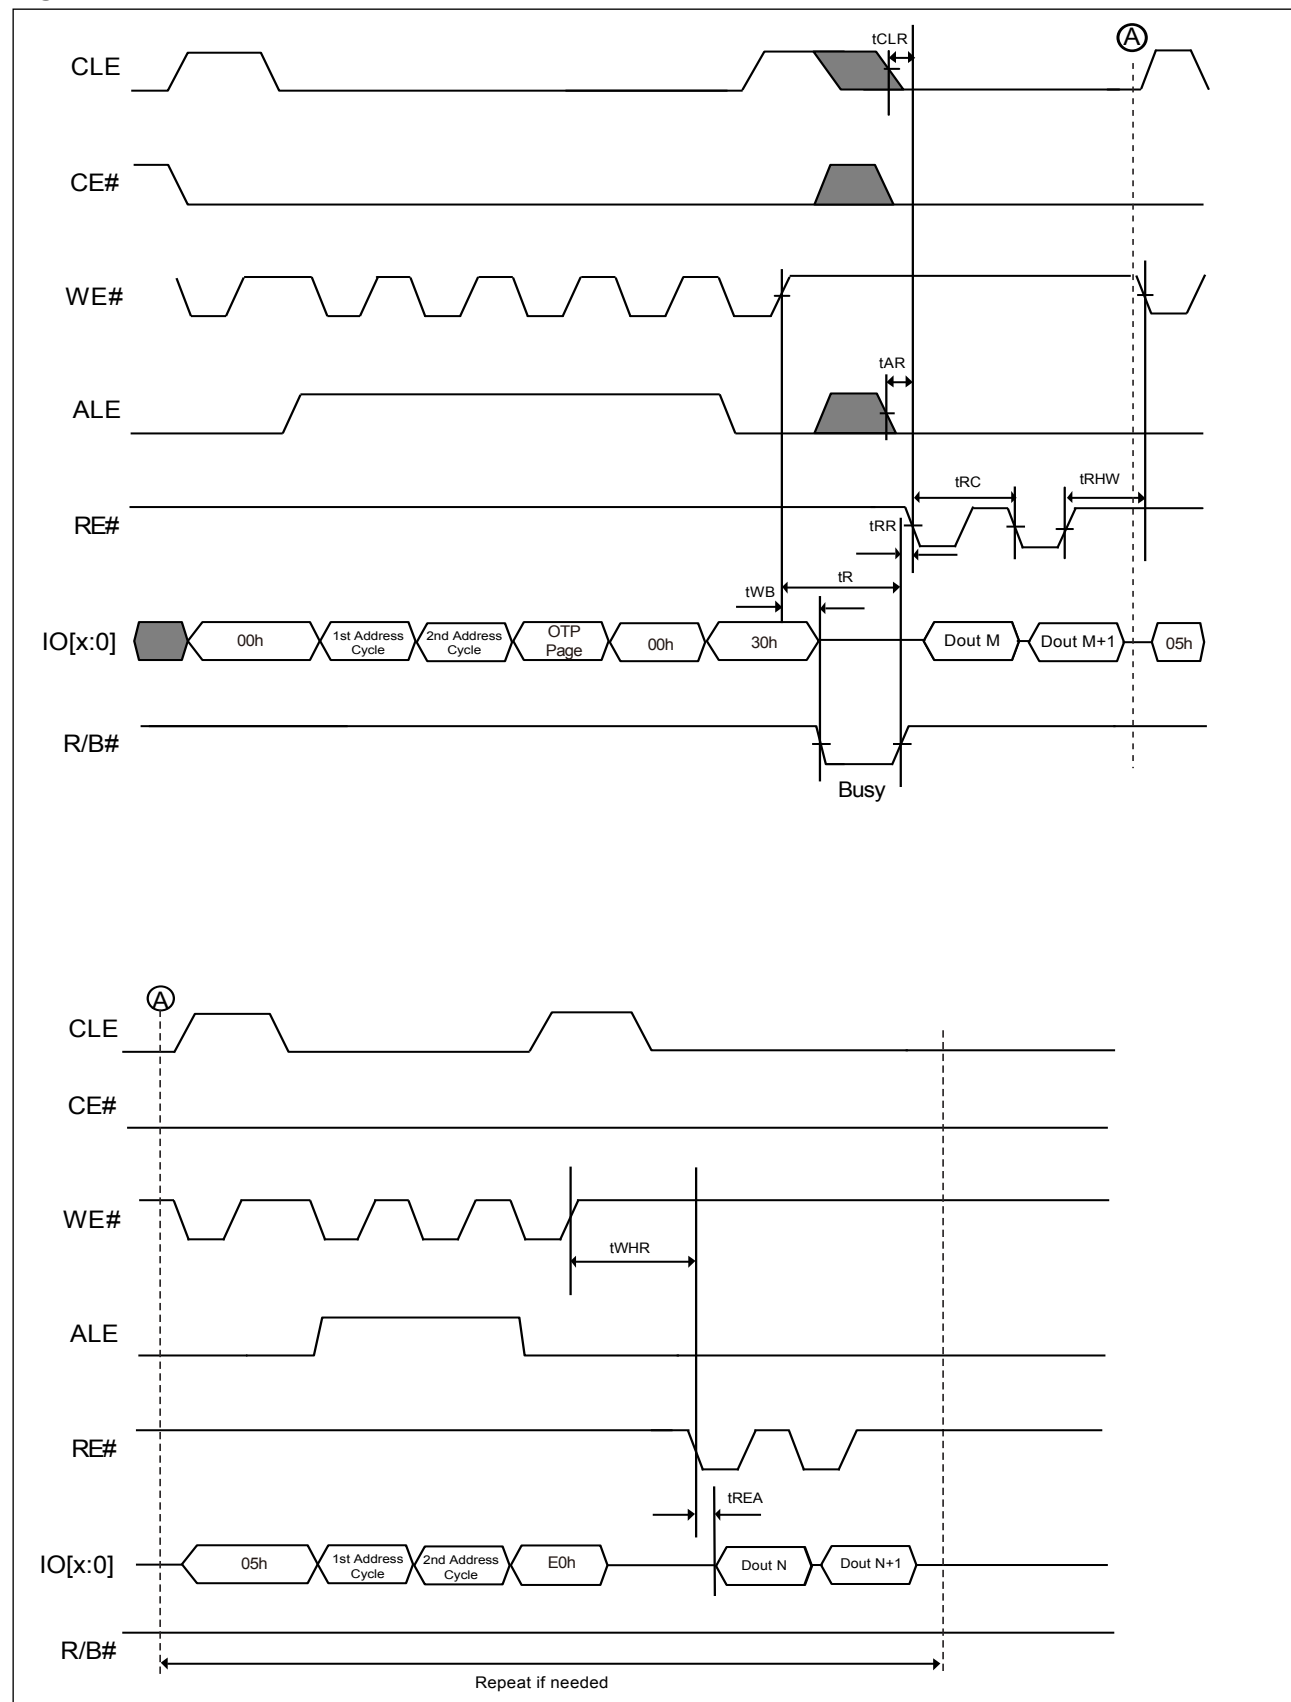 tCLR
A
CLE
CE#
WE#
tAR
ALE
tRC
tRHW
RE#
tRR
tR
tWB
IO[x:0]
00h
1st Address
Cycle
2nd Address
Cycle
OTP
Page
00h
30h
Dout M
Dout M+1
05h
R/B#
Busy
A
CLE
CE#
WE#
tWHR
ALE
RE#
tREA
IO[x:0]
05h
1st Address
Cycle
2nd Address
Cycle
E0h
Dout N
Dout N+1
R/B#
Repeat if needed